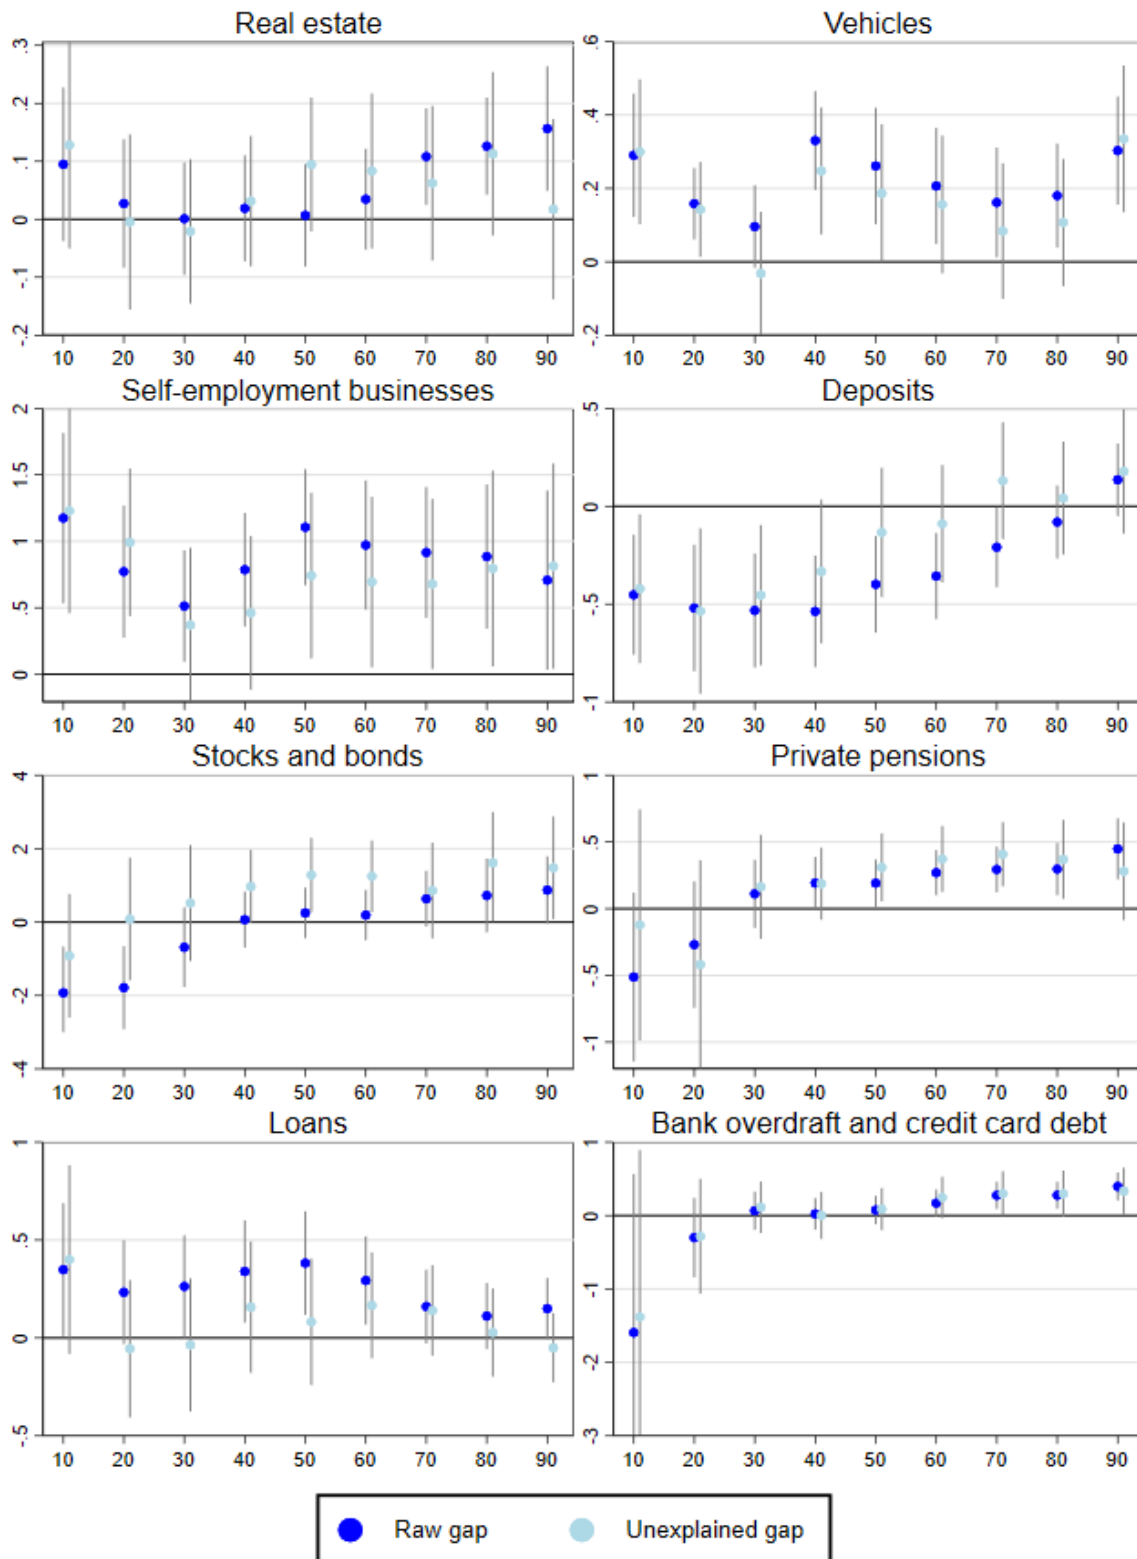 Real estate
.3
.2
.1
0
-.1
-.2
10 20 30 40 50 60 70 80 90
Vehicles
.6
.4
.2
0
-.2
10 20 30 40 50 60 70 80 90
Self-employment businesses
2
1.5
1
.5
0
10 20 30 40 50 60 70 80 90
Deposits
.5
0
-.5
-1
10 20 30 40 50 60 70 80 90
Stocks and bonds
4
2
0
-2
-4
10 20 30 40 50 60 70 80 90
Private pensions
1
.5
0
-.5
-1
10 20 30 40 50 60 70 80 90
Loans
1
.5
0
-.5
10 20 30 40 50 60 70 80 90
Bank overdraft and credit card debt
1
0
-1
-2
-3
10 20 30 40 50 60 70 80 90
Raw gap Unexplained gap